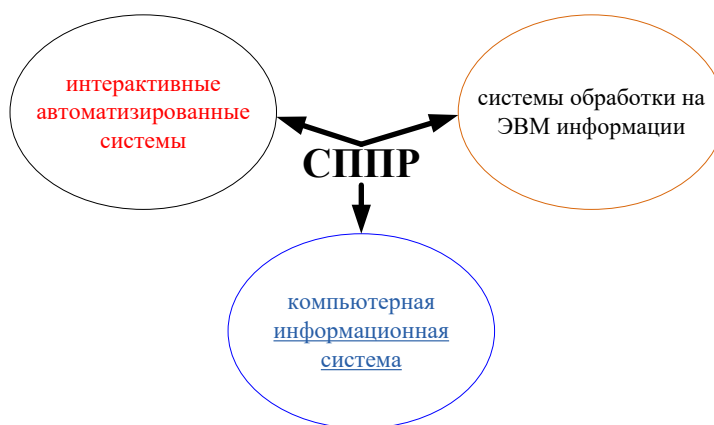 интерактивные
автоматизированные
системы
системы обработки на
ЭВМ информации
СППР
компьютерная
информационная
система